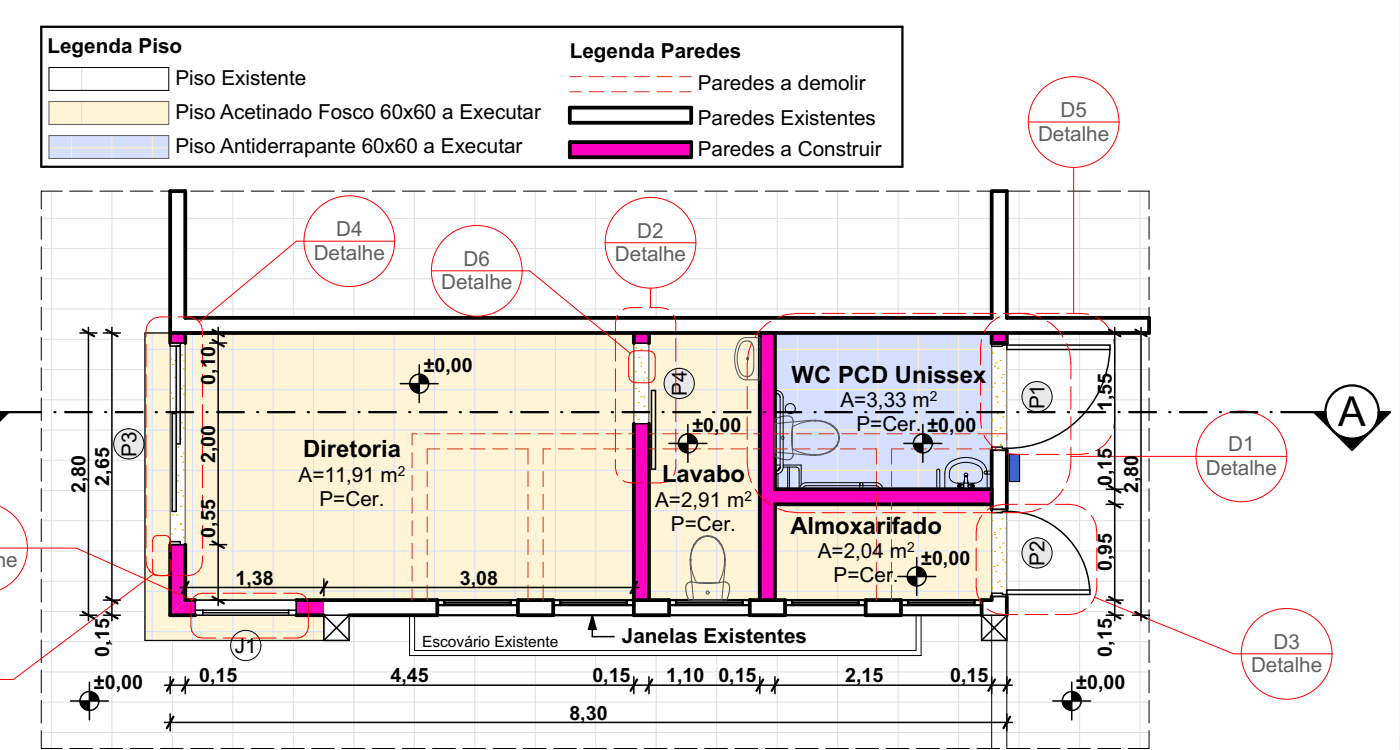 Legenda Piso
Piso Existente
Piso Acetinado Fosco 60x60 a Executar
Piso Antiderrapante 60x60 a Executar
Legenda Paredes
Paredes a demolir
Paredes Existentes
Paredes a Construir
D5
Detalhe
D4
Detalhe
D6
Detalhe
D2
Detalhe
D1
Detalhe
D3
Detalhe
A
P3
P4
P1
P2
J1
±0,00
Diretoria
A=11,91 m²
P=Cer.
±0,00
Lavabo
A=2,91 m²
P=Cer.
WC PCD Unissex
A=3,33 m²
P=Cer.
±0,00
Almoxarifado
A=2,04 m²
P=Cer.
±0,00
2,80
2,65
0,15
0,10
2,00
0,55
1,38
3,08
1,55
0,15
2,80
0,95
0,15
Escovário Existente
Janelas Existentes
±0,00
0,15
4,45
0,15
1,10
0,15
2,15
0,15
±0,00
8,30